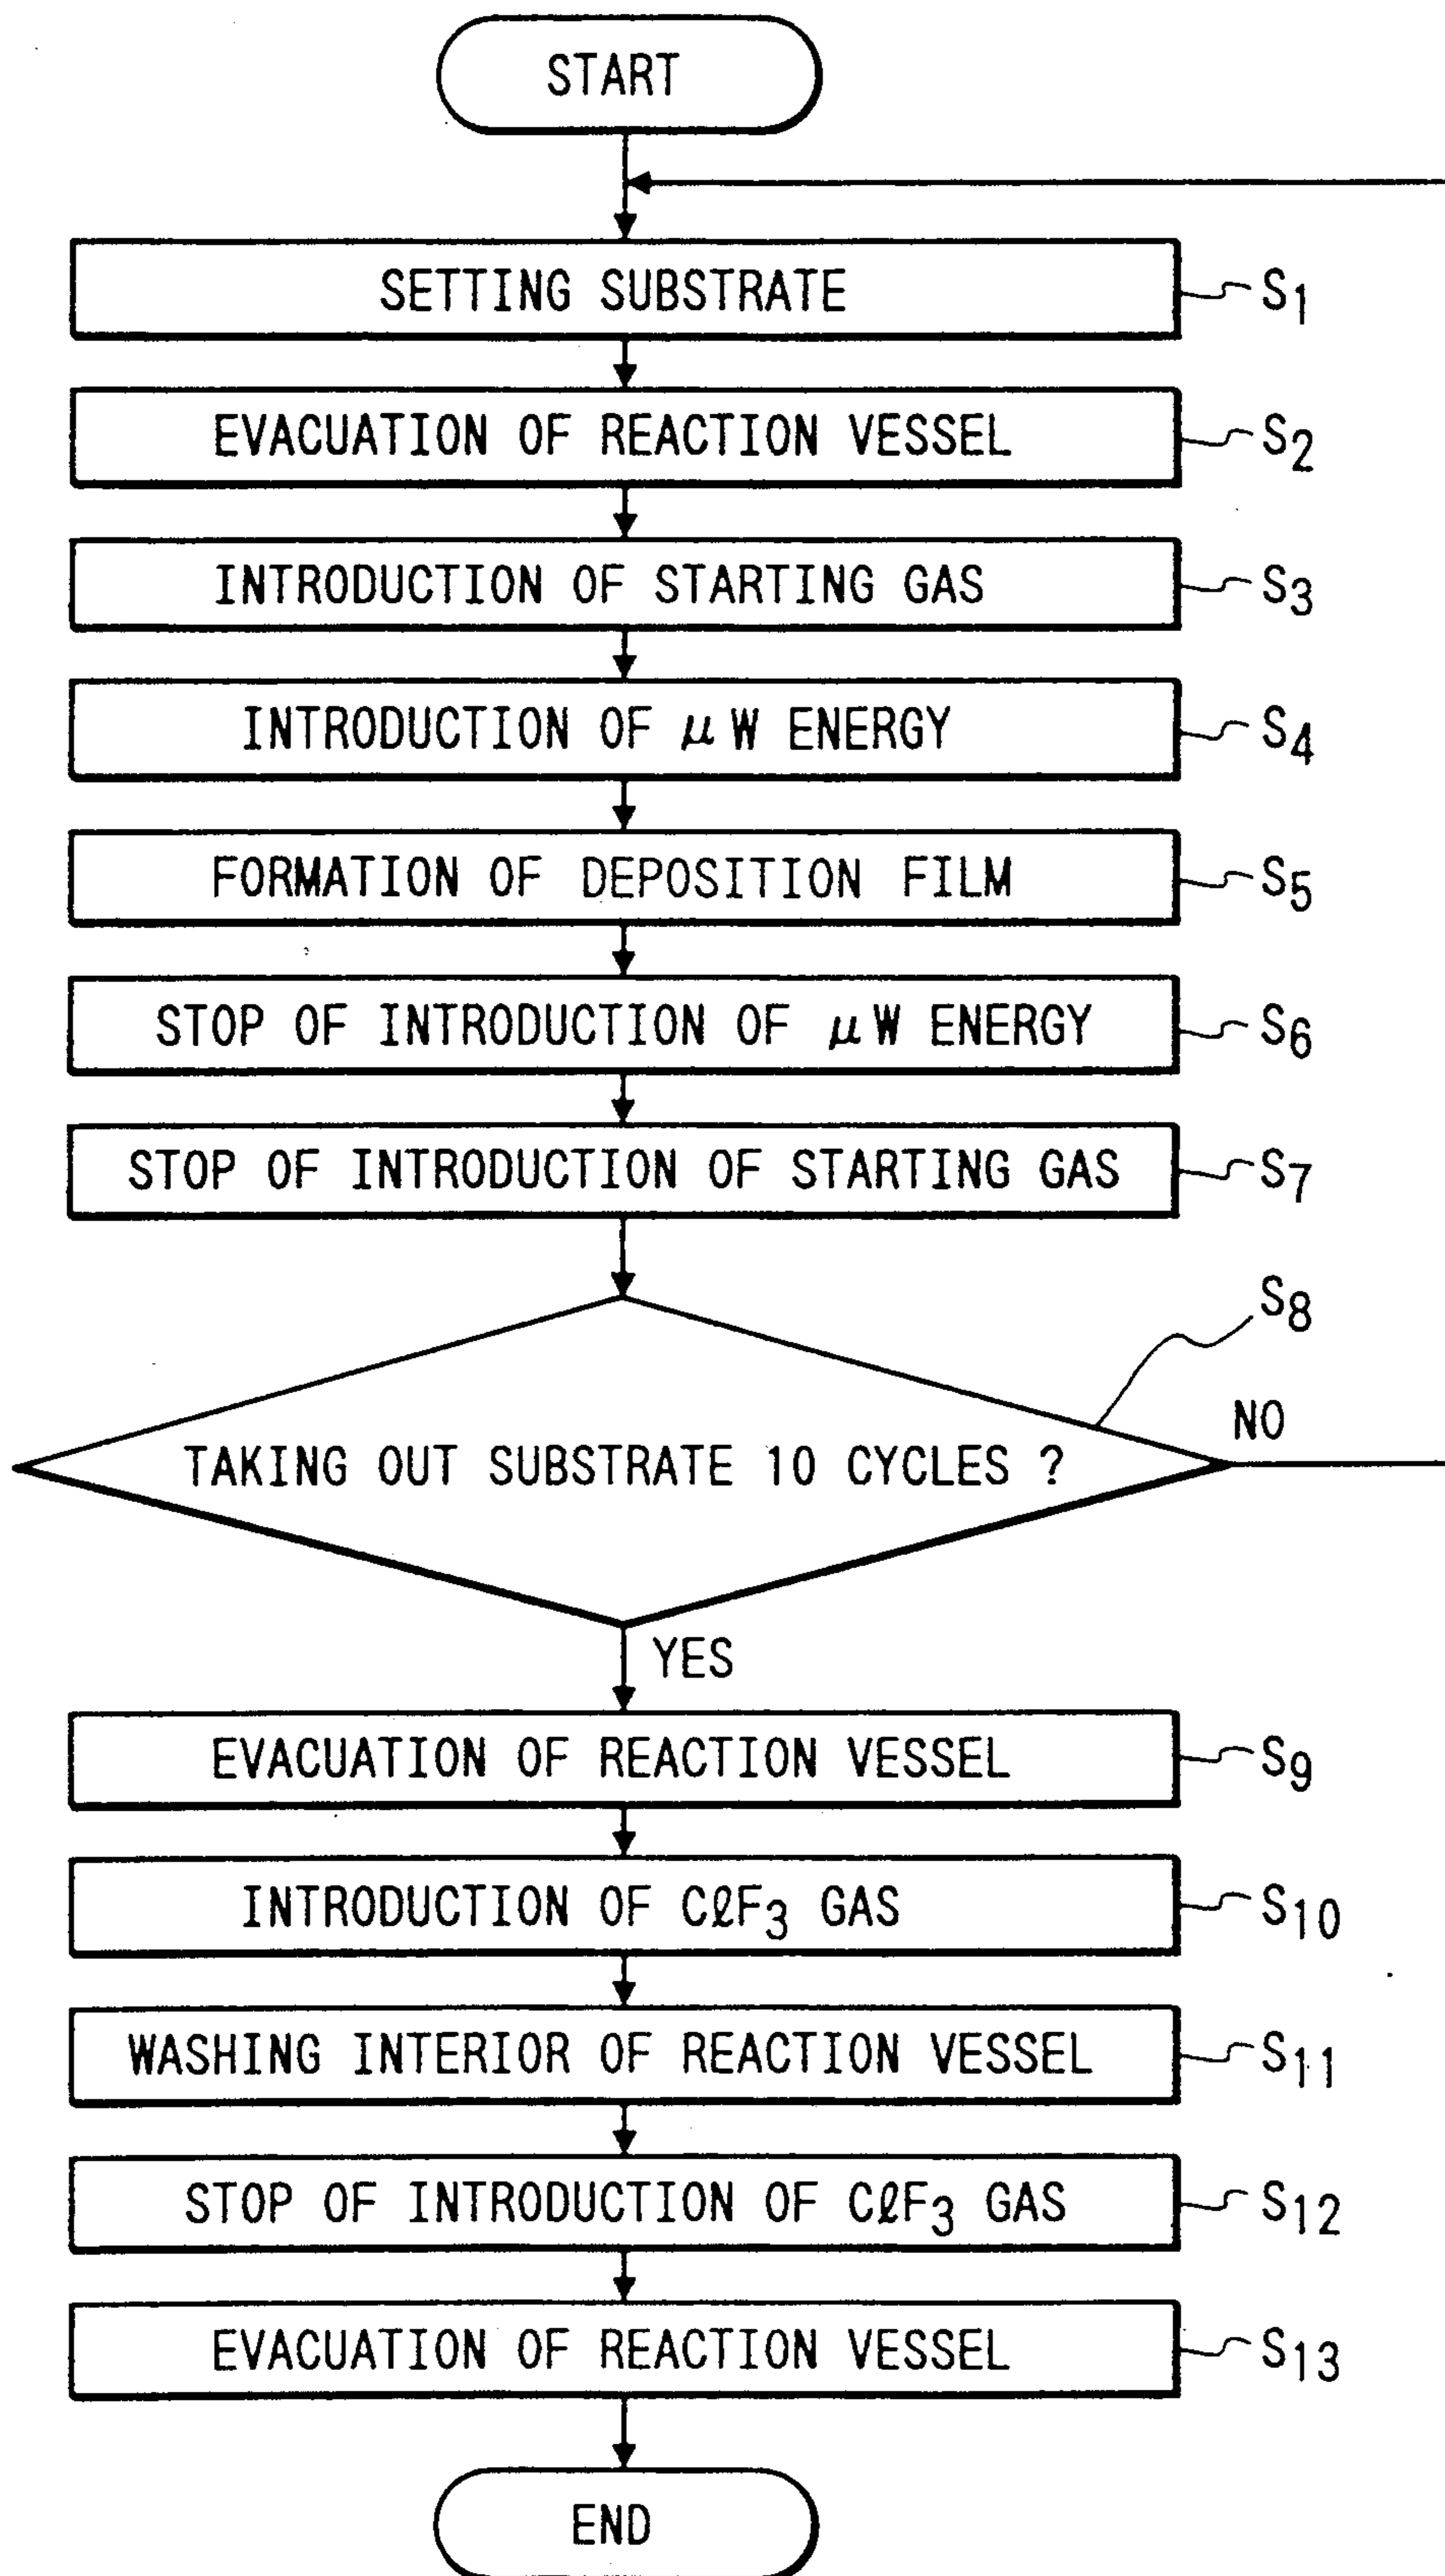 START
SETTING SUBSTRATE S1
EVACUATION OF REACTION VESSEL S2
INTRODUCTION OF STARTING GAS S3
INTRODUCTION OF μW ENERGY S4
FORMATION OF DEPOSITION FILM S5
STOP OF INTRODUCTION OF μW ENERGY S6
STOP OF INTRODUCTION OF STARTING GAS S7
S8
NO
TAKING OUT SUBSTRATE 10 CYCLES ?
YES
EVACUATION OF REACTION VESSEL S9
INTRODUCTION OF CℓF3 GAS S10
WASHING INTERIOR OF REACTION VESSEL S11
STOP OF INTRODUCTION OF CℓF3 GAS S12
EVACUATION OF REACTION VESSEL S13
END